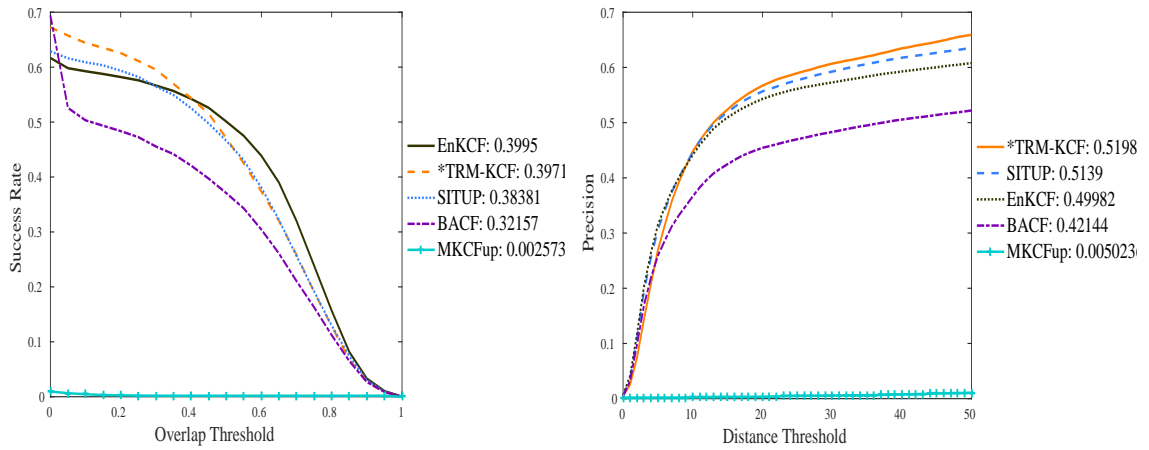 0.7
0.6
0.5
0.4
0.3
0.2
0.1
0
0
0.2
0.4
0.6
0.8
1
Success Rate
Overlap Threshold
EnKCF: 0.3995
*TRM-KCF: 0.3971
SITUP: 0.38381
BACF: 0.32157
MKCFup: 0.002573
0.7
0.6
0.5
0.4
0.3
0.2
0.1
0
0
10
20
30
40
50
Precision
Distance Threshold
*TRM-KCF: 0.5198
SITUP: 0.5139
EnKCF: 0.49982
BACF: 0.42144
MKCFup: 0.005023